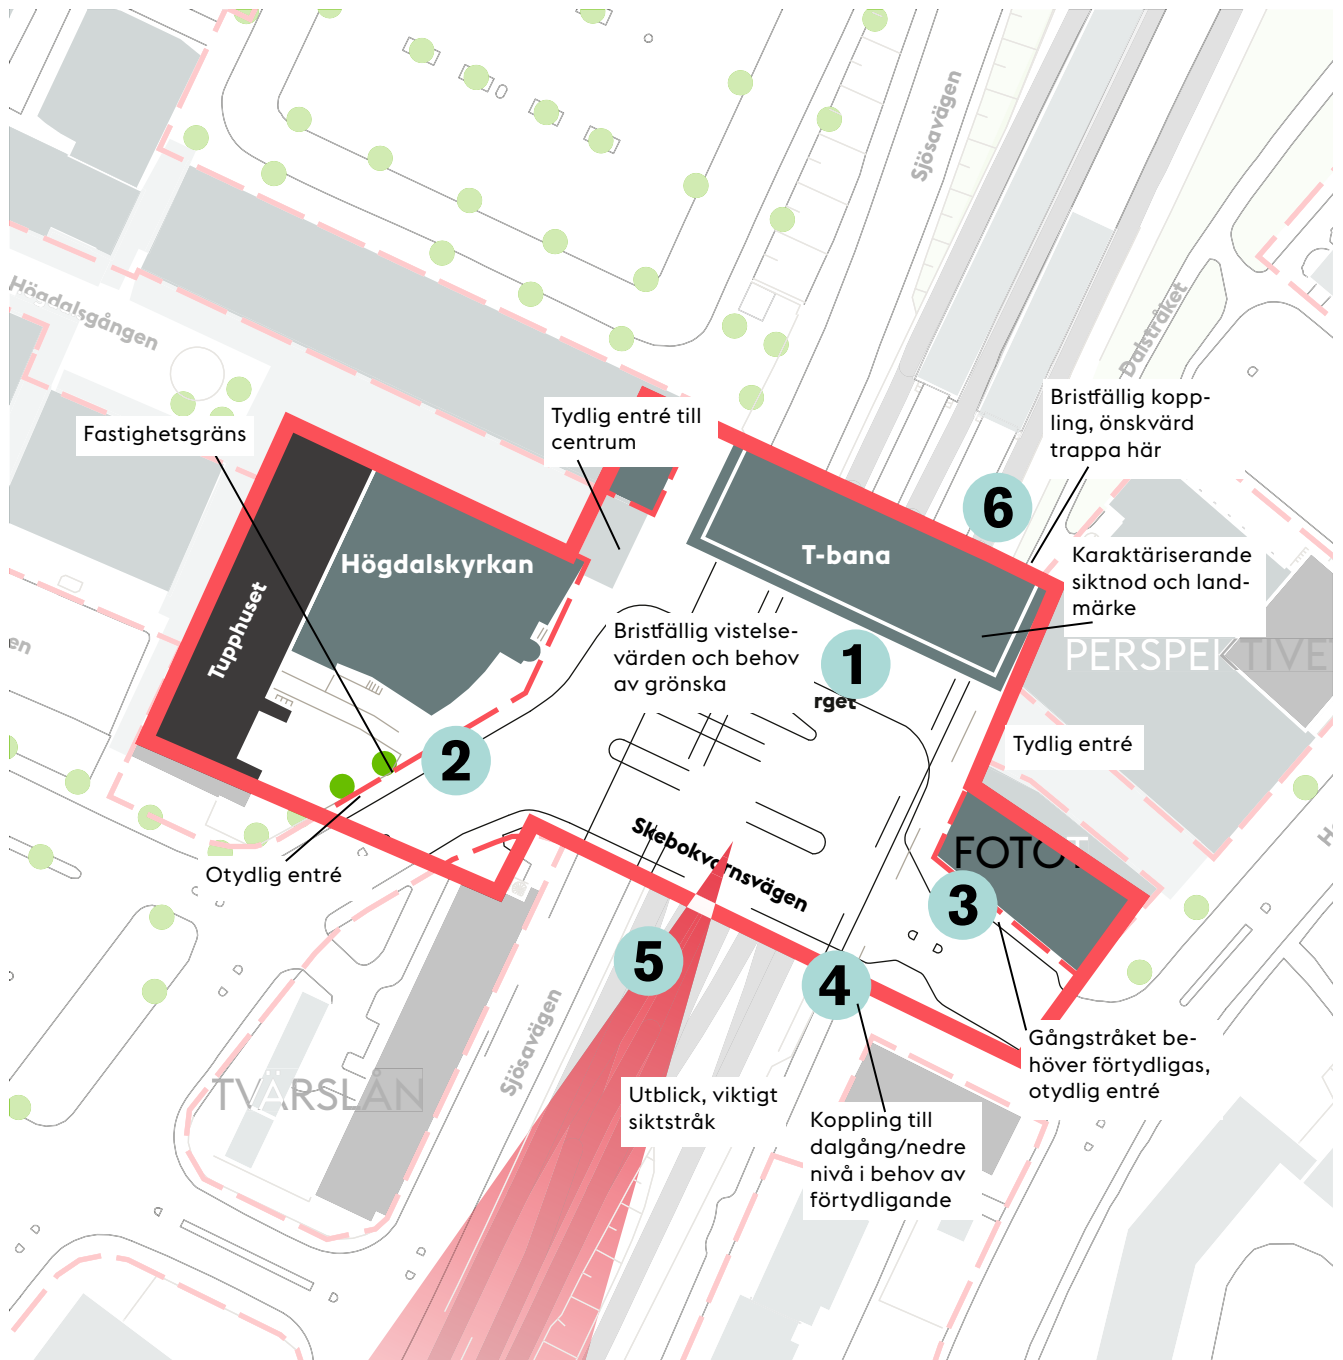 Sjösavägen
Högdalsgången
Dalstråket
Fastighetsgräns
Tydlig entré till
centrum
Bristfällig kopp-
ling, önskvärd
trappa här
6
Högdalskyrkan
T-bana
Karaktäriserande
siktnod och land-
märke
Tupphuset
Bristfällig vistelse-
värden och behov
av grönska
1
rget
PERSPEKTIVET
en
Tydlig entré
2
Skebokvarnsvägen
FOTOT
Otydlig entré
3
5
4
Sjösavägen
Gångstråket be-
höver förtydligas,
otydlig entré
TVÄRSLÅN
Utblick, viktigt
siktstråk
Koppling till
dalgång/nedre
nivå i behov av
förtydligande